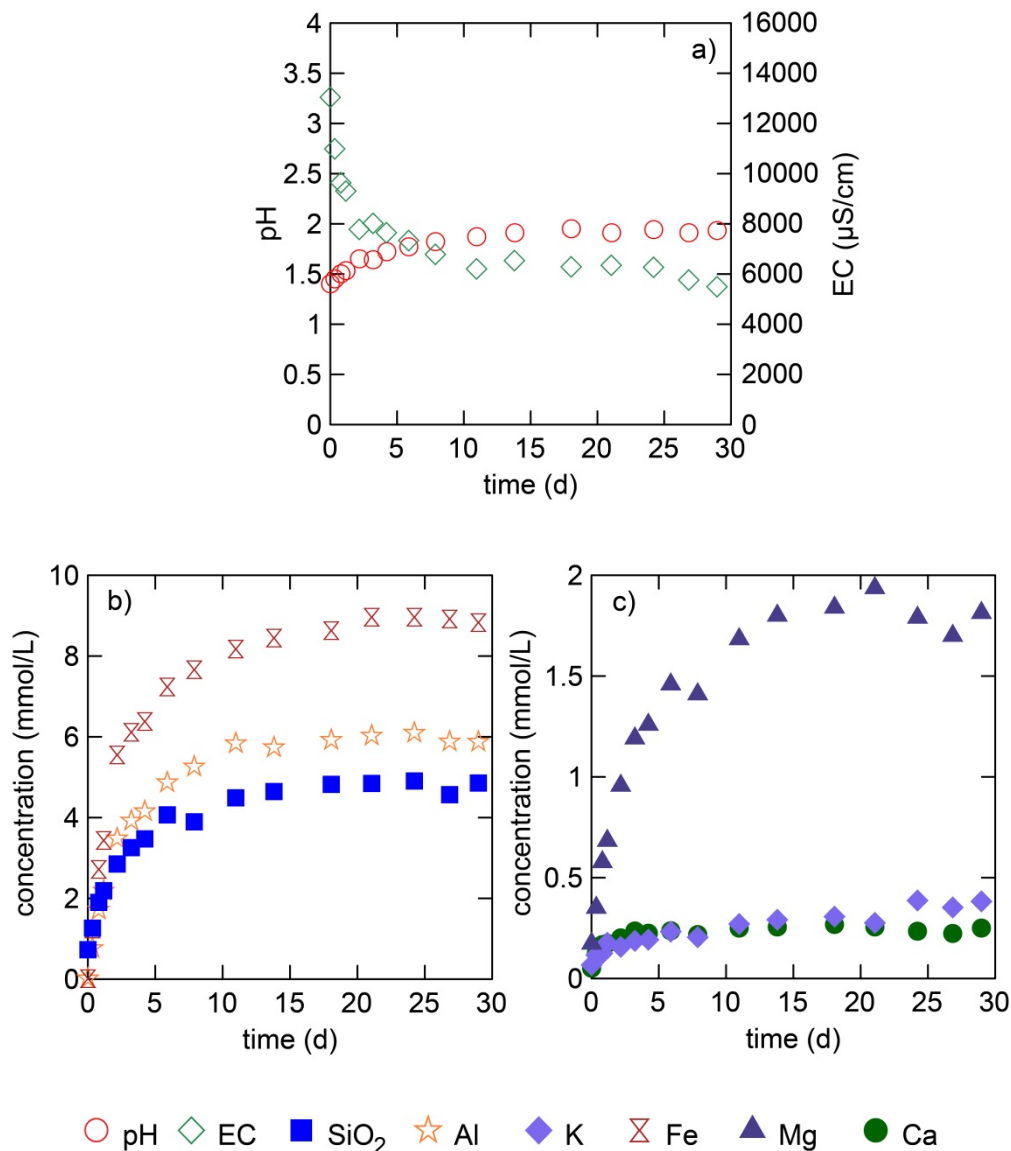 a)
4
3.5
3
2.5
2
1.5
1
0.5
0
pH
16000
14000
12000
10000
8000
6000
4000
2000
0
EC (µS/cm)
0 5 10 15 20 25 30
time (d)
b)
10
8
6
4
2
0
concentration (mmol/L)
0 5 10 15 20 25 30
time (d)
c)
2
1.5
1
0.5
0
concentration (mmol/L)
0 5 10 15 20 25 30
time (d)
pH EC SiO₂ Al K Fe Mg Ca